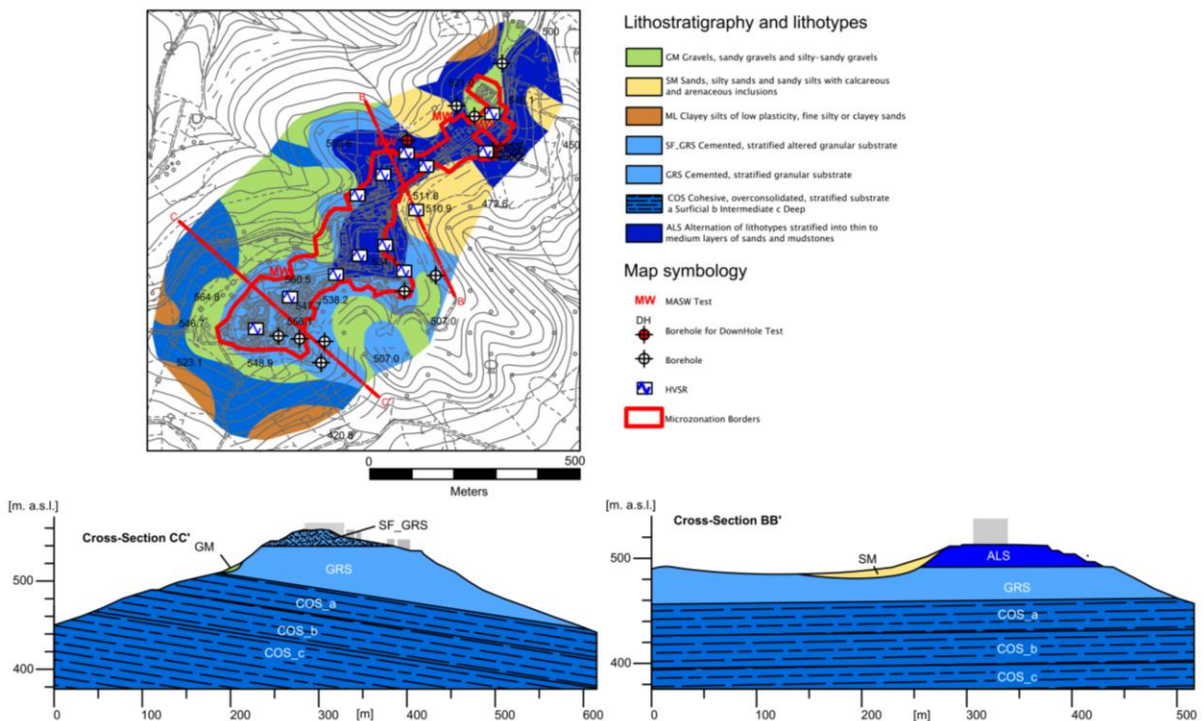 500
500
B
MW
MW
450
511.8
510.9
472.6
C
MW
560.5
564.8
538.2
B'
546.7
507.0
523.1
548.9
507.0
C'
420.8
0 500
Meters
Lithostratigraphy and lithotypes
GM Gravels, sandy gravels and silty-sandy gravels
SM Sands, silty sands and sandy silts with calcareous
and arenaceous inclusions
ML Clayey silts of low plasticity, fine silty or clayey sands
SF_GRS Cemented, stratified altered granular substrate
GRS Cemented, stratified granular substrate
COS Cohesive, overconsolidated, stratified substrate
a Surficial b Intermediate c Deep
ALS Alternation of lithotypes stratified into thin to
medium layers of sands and mudstones
Map symbology
MW MASW Test
DH
Borehole for DownHole Test
Borehole
HVSR
Microzonation Borders
[m. a.s.l.]
Cross-Section CC'
SF_GRS
GM
GRS
500
COS_a
COS_b
COS_c
400
0 100 200 300 [m] 400 500 600
[m. a.s.l.]
Cross-Section BB'
500
SM
ALS
GRS
COS_a
COS_b
400
COS_c
0 100 200 [m] 300 400 500